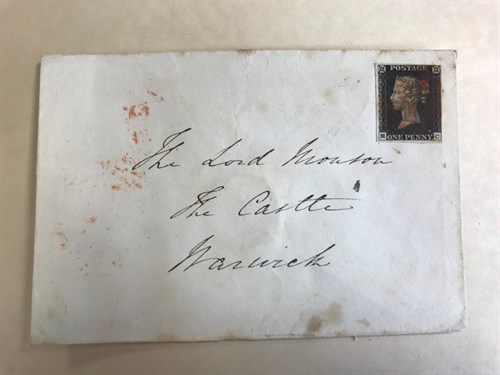 POSTAGE
M ONE PENNY C
The Lord Monson
The Castle
Warwick